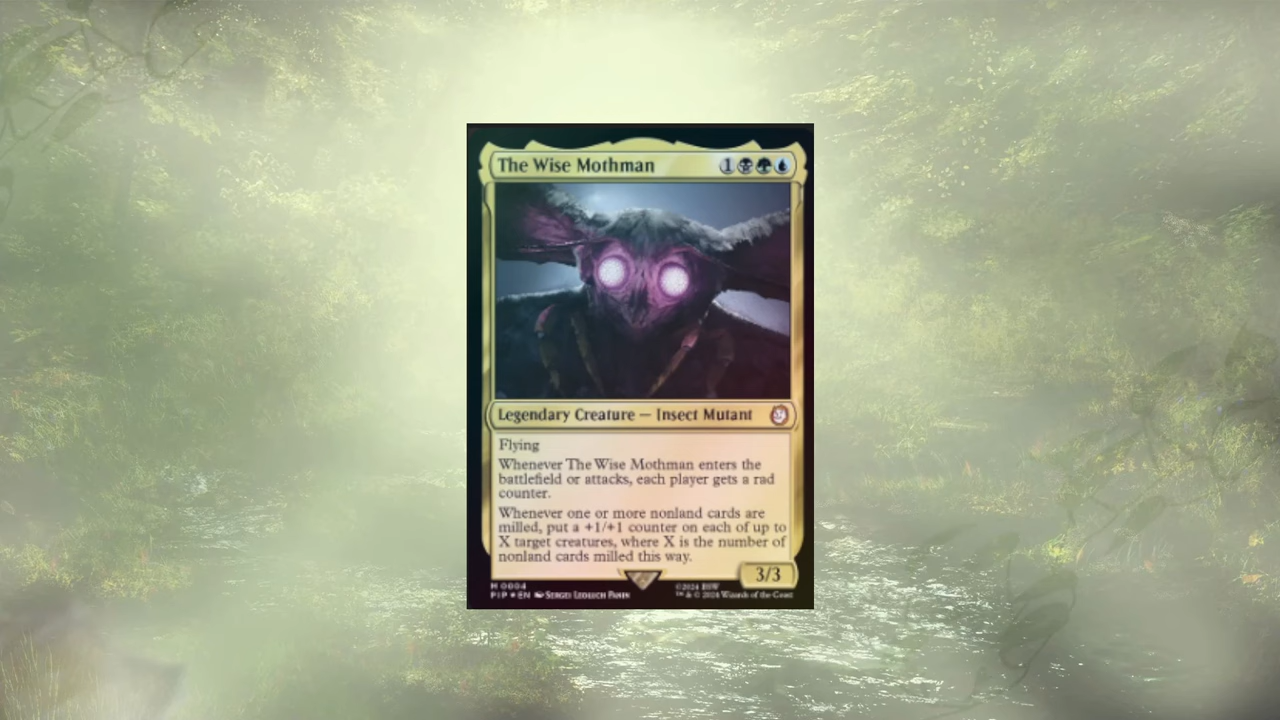 The Wise Mothman 1
Legendary Creature — Insect Mutant
Flying
Whenever The Wise Mothman enters the
battlefield or attacks, each player gets a rad
counter.
Whenever one or more nonland cards are
milled, put a +1/+1 counter on each of up to
X target creatures, where X is the number of
nonland cards milled this way.
3/3
M 0004
PIP ★ EN
™ & © 2024 Wizards of the Coast